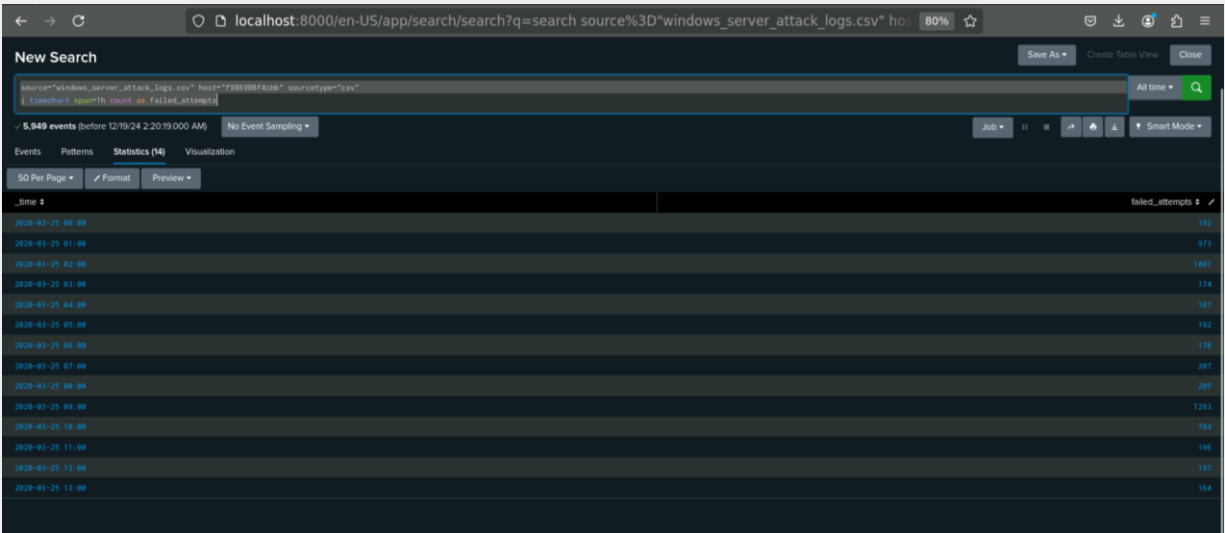 localhost:8000/en-US/app/search/search?q=search source%3D"windows_server_attack_logs.csv" hos 80%
New Search
Save As Create Table View Close
source="windows_server_attack_logs.csv" host="f986908f4cbb" sourcetype="csv"
| timechart span=1h count as failed_attempts
All time
5,949 events (before 12/19/24 2:20:19.000 AM) No Event Sampling Job Smart Mode
Events Patterns Statistics (14) Visualization
50 Per Page Format Preview
_time failed_attempts
2020-03-25 00:00 192
2020-03-25 01:00 973
2020-03-25 02:00 1007
2020-03-25 03:00 174
2020-03-25 04:00 187
2020-03-25 05:00 192
2020-03-25 06:00 178
2020-03-25 07:00 207
2020-03-25 08:00 205
2020-03-25 09:00 1293
2020-03-25 10:00 784
2020-03-25 11:00 196
2020-03-25 12:00 197
2020-03-25 13:00 164